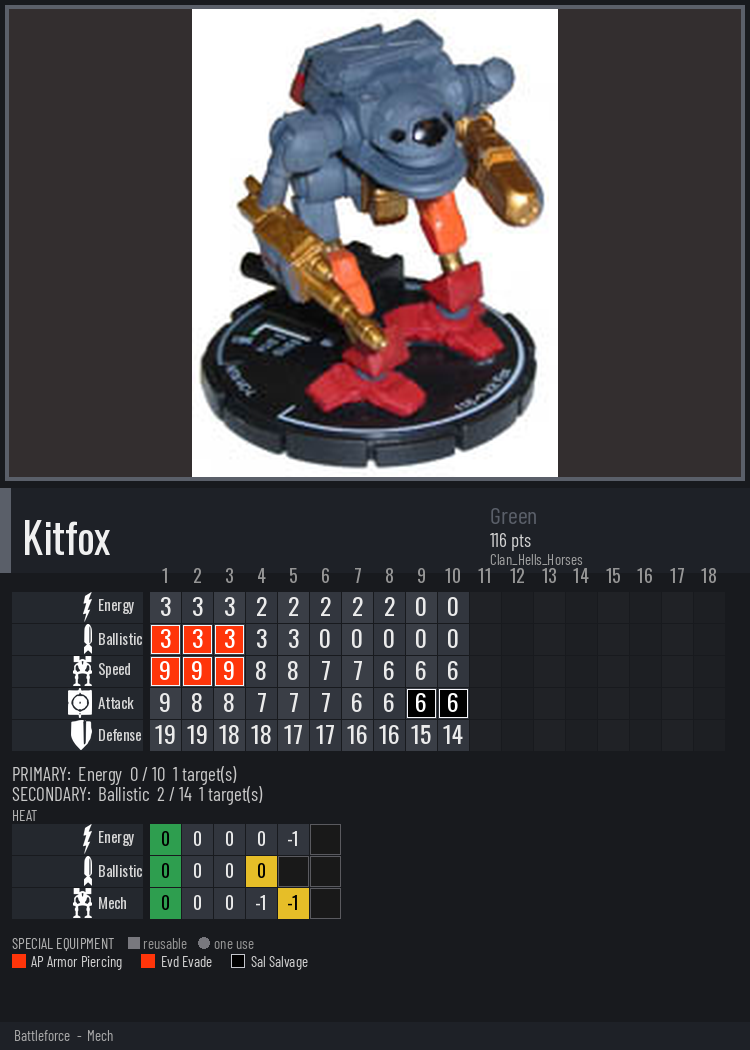 Kitfox
Green
116 pts
Clan_Hells_Horses
1 2 3 4 5 6 7 8 9 10 11 12 13 14 15 16 17 18
Energy 3 3 3 2 2 2 2 2 0 0
Ballistic 3 3 3 3 3 0 0 0 0 0
Speed 9 9 9 8 8 7 7 6 6 6
Attack 9 8 8 7 7 7 6 6 6 6
Defense 19 19 18 18 17 17 16 16 15 14
PRIMARY: Energy 0 / 10 1 target(s)
SECONDARY: Ballistic 2 / 14 1 target(s)
HEAT
Energy 0 0 0 0 -1
Ballistic 0 0 0 0
Mech 0 0 0 -1 -1
SPECIAL EQUIPMENT reusable one use
AP Armor Piercing Evd Evade Sal Salvage
Battleforce - Mech